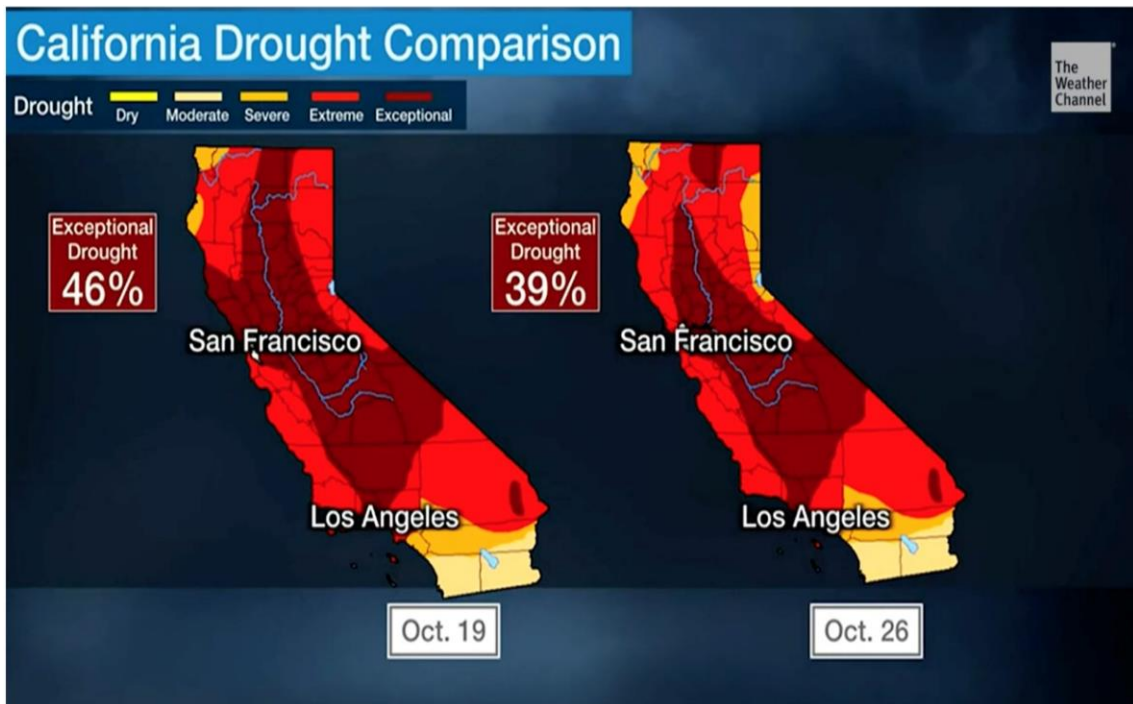 California Drought Comparison
The
Weather
Channel
Drought Dry Moderate Severe Extreme Exceptional
Exceptional
Drought
46%
Exceptional
Drought
39%
San Francisco
San Francisco
Los Angeles
Los Angeles
Oct. 19
Oct. 26